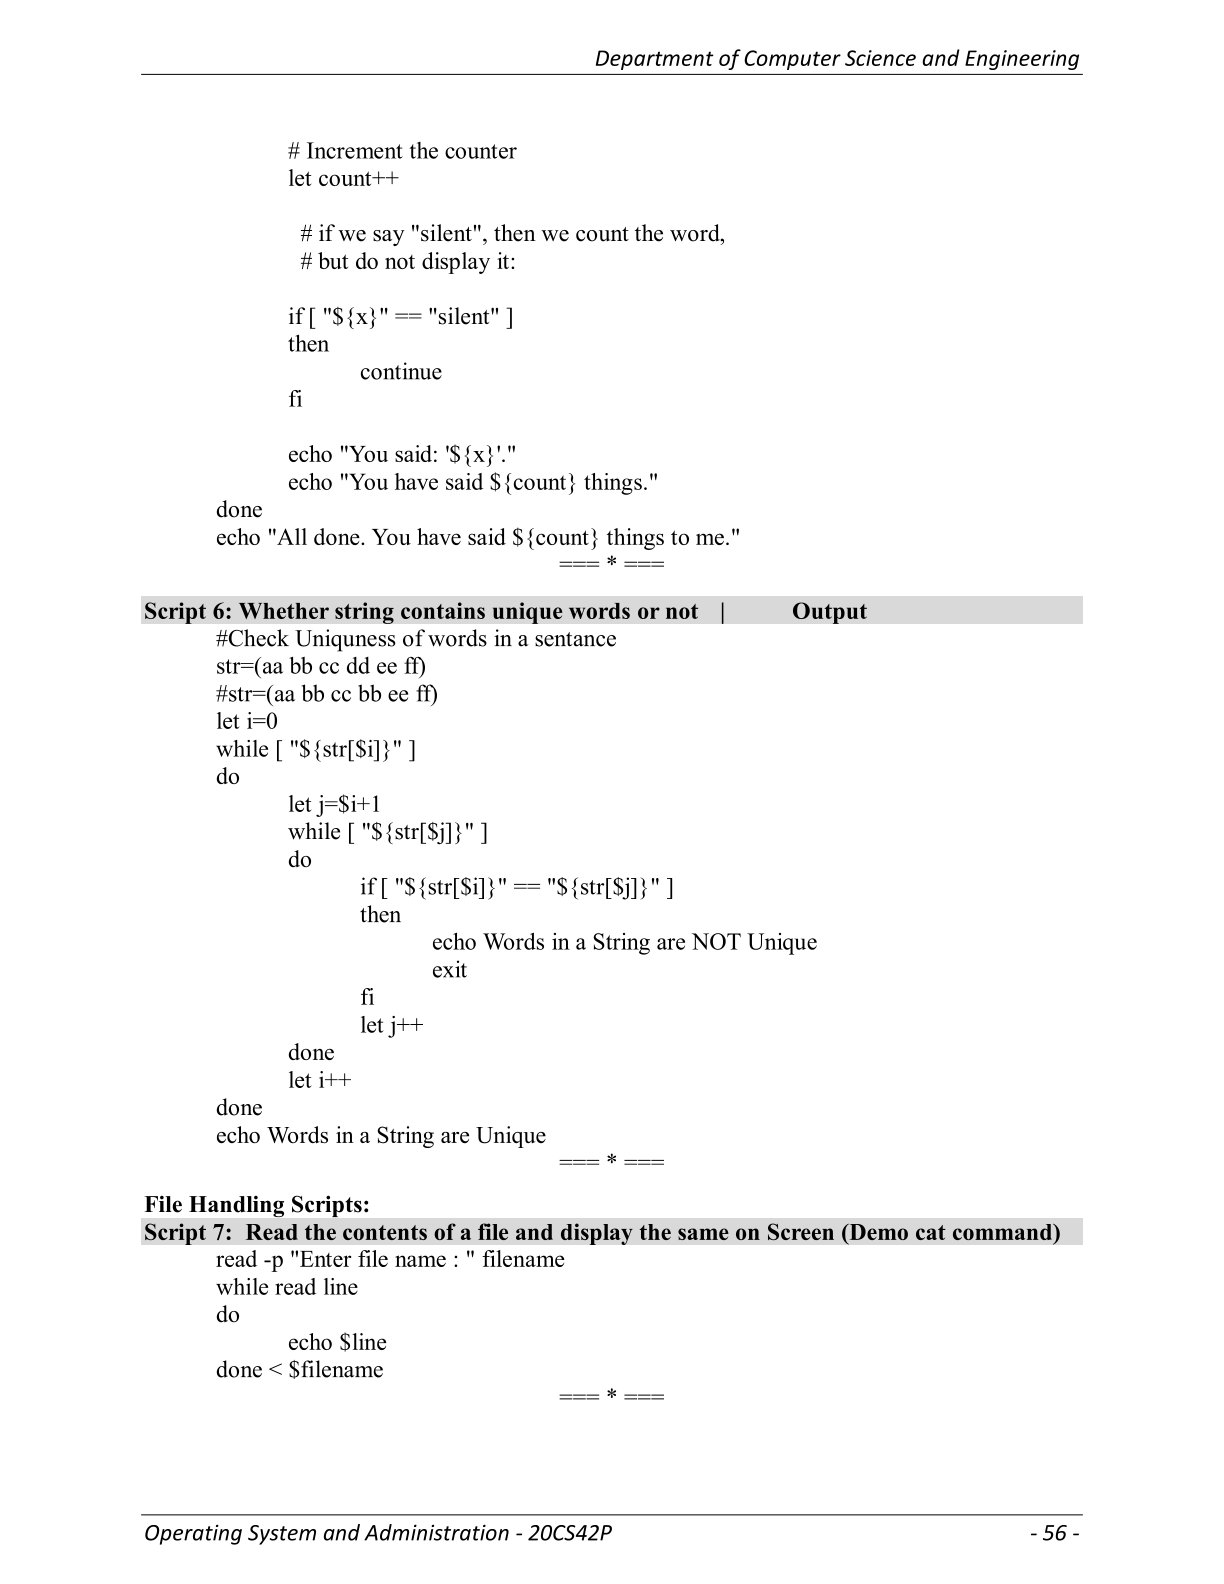 Department of Computer Science and Engineering
# Increment the counter
let count++
# if we say "silent", then we count the word,
# but do not display it:
if [ "${x}" == "silent" ]
then
continue
fi
echo "You said: '${x}'."
echo "You have said ${count} things."
done
echo "All done. You have said ${count} things to me."
=== * ===
Script 6: Whether string contains unique words or not | Output
#Check Uniquness of words in a sentance
str=(aa bb cc dd ee ff)
#str=(aa bb cc bb ee ff)
let i=0
while [ "${str[$i]}" ]
do
let j=$i+1
while [ "${str[$j]}" ]
do
if [ "${str[$i]}" == "${str[$j]}" ]
then
echo Words in a String are NOT Unique
exit
fi
let j++
done
let i++
done
echo Words in a String are Unique
=== * ===
File Handling Scripts:
Script 7: Read the contents of a file and display the same on Screen (Demo cat command)
read -p "Enter file name : " filename
while read line
do
echo $line
done < $filename
=== * ===
Operating System and Administration - 20CS42P - 56 -